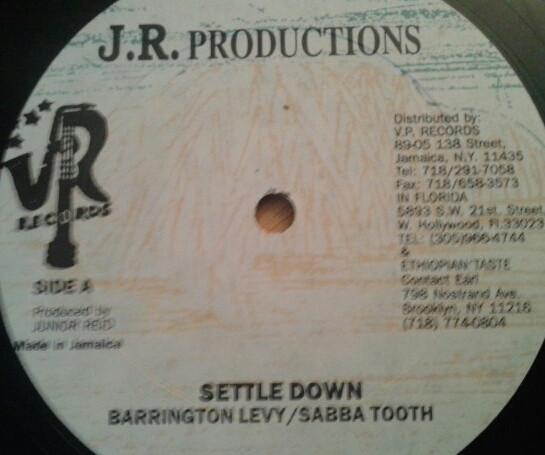 J.R. PRODUCTIONS
VP
RECORDS
SIDE A
Produced by
JUNIOR REID
Made in Jamaica
Distributed by:
V.P. RECORDS
89-05 138 Street,
Jamaica, N.Y. 11435
Tel: 718/291-7058
Fax: 718/658-3573
IN FLORIDA
5893 S.W. 21st. Street
W. Hollywood, Fl.33023
TEL: (305)966-4744
&
ETHIOPIAN TASTE
Contact Earl
798 Nostrand Ave.
Brooklyn, NY 11216
(718) 774-0804
SETTLE DOWN
BARRINGTON LEVY/SABBA TOOTH